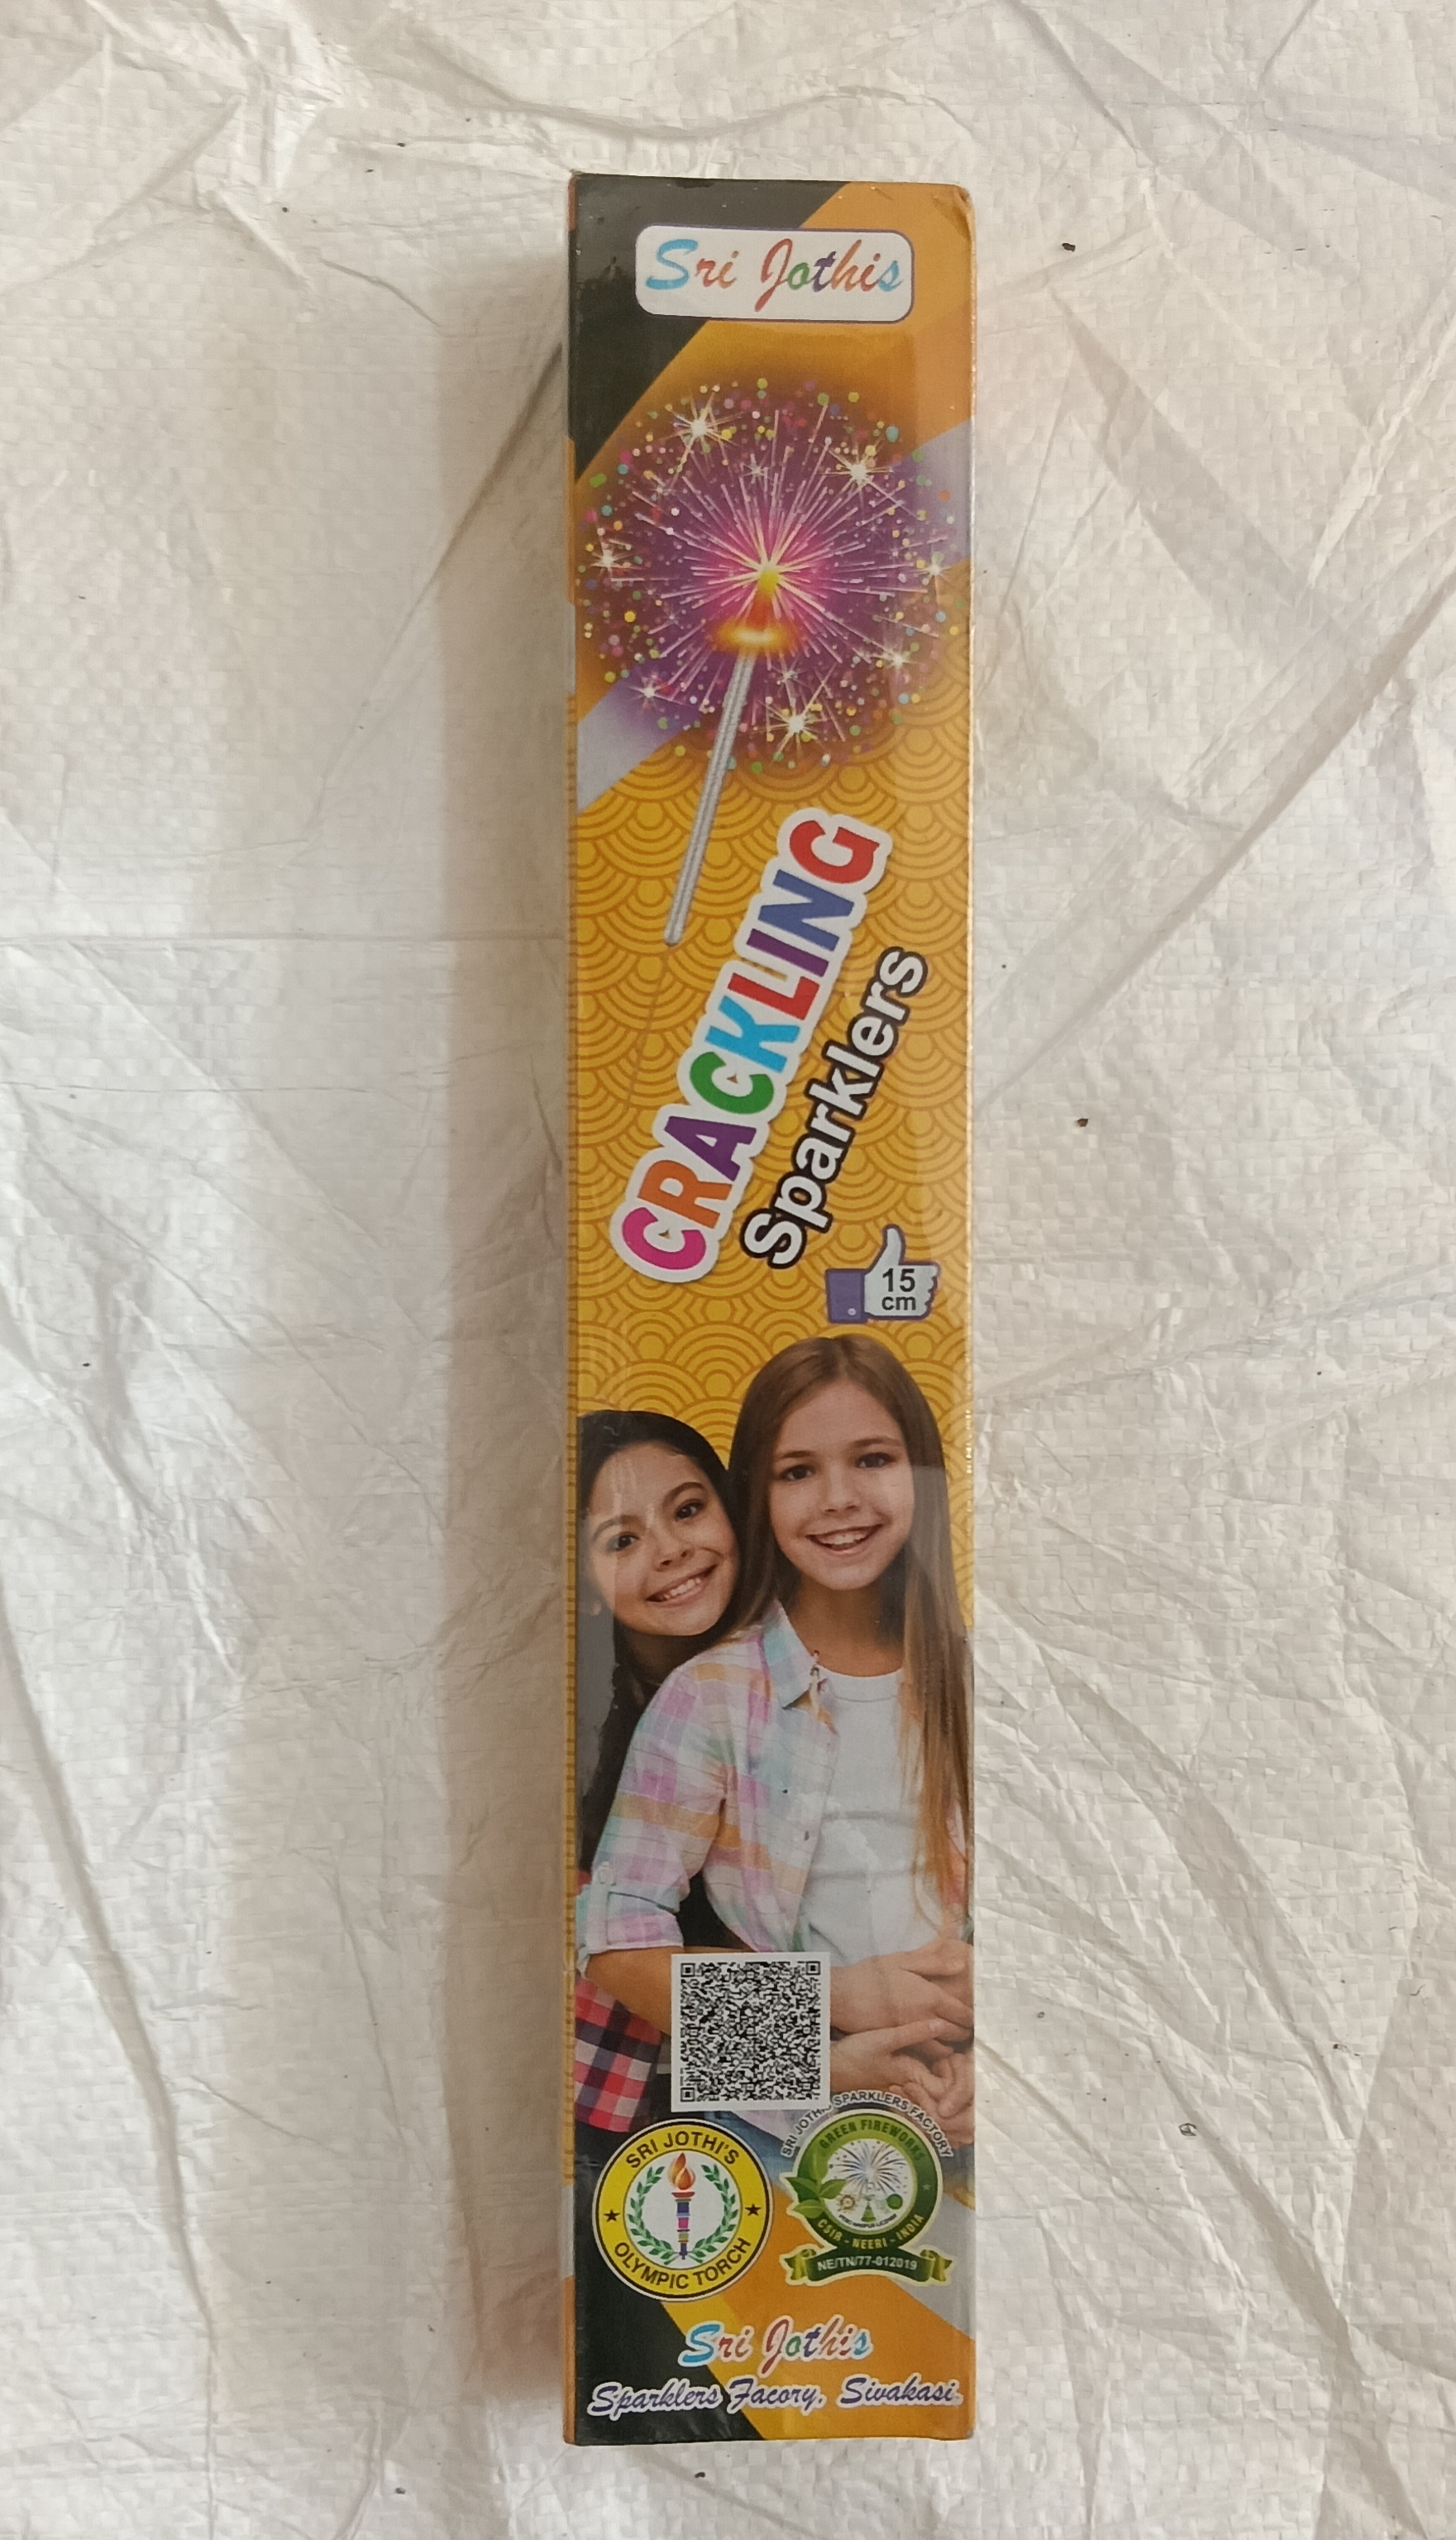 Sri Jothis
CRACKLING
Sparklers
15
cm
SRI JOTHI'S
OLYMPIC TORCH
SRI JOTHIS SPARKLERS FACTORY
GREEN FIREWORKS
CSIR - NEERI - INDIA
NE/TN/77-012019
Sri Jothis
Sparklers Facory, Sivakasi.